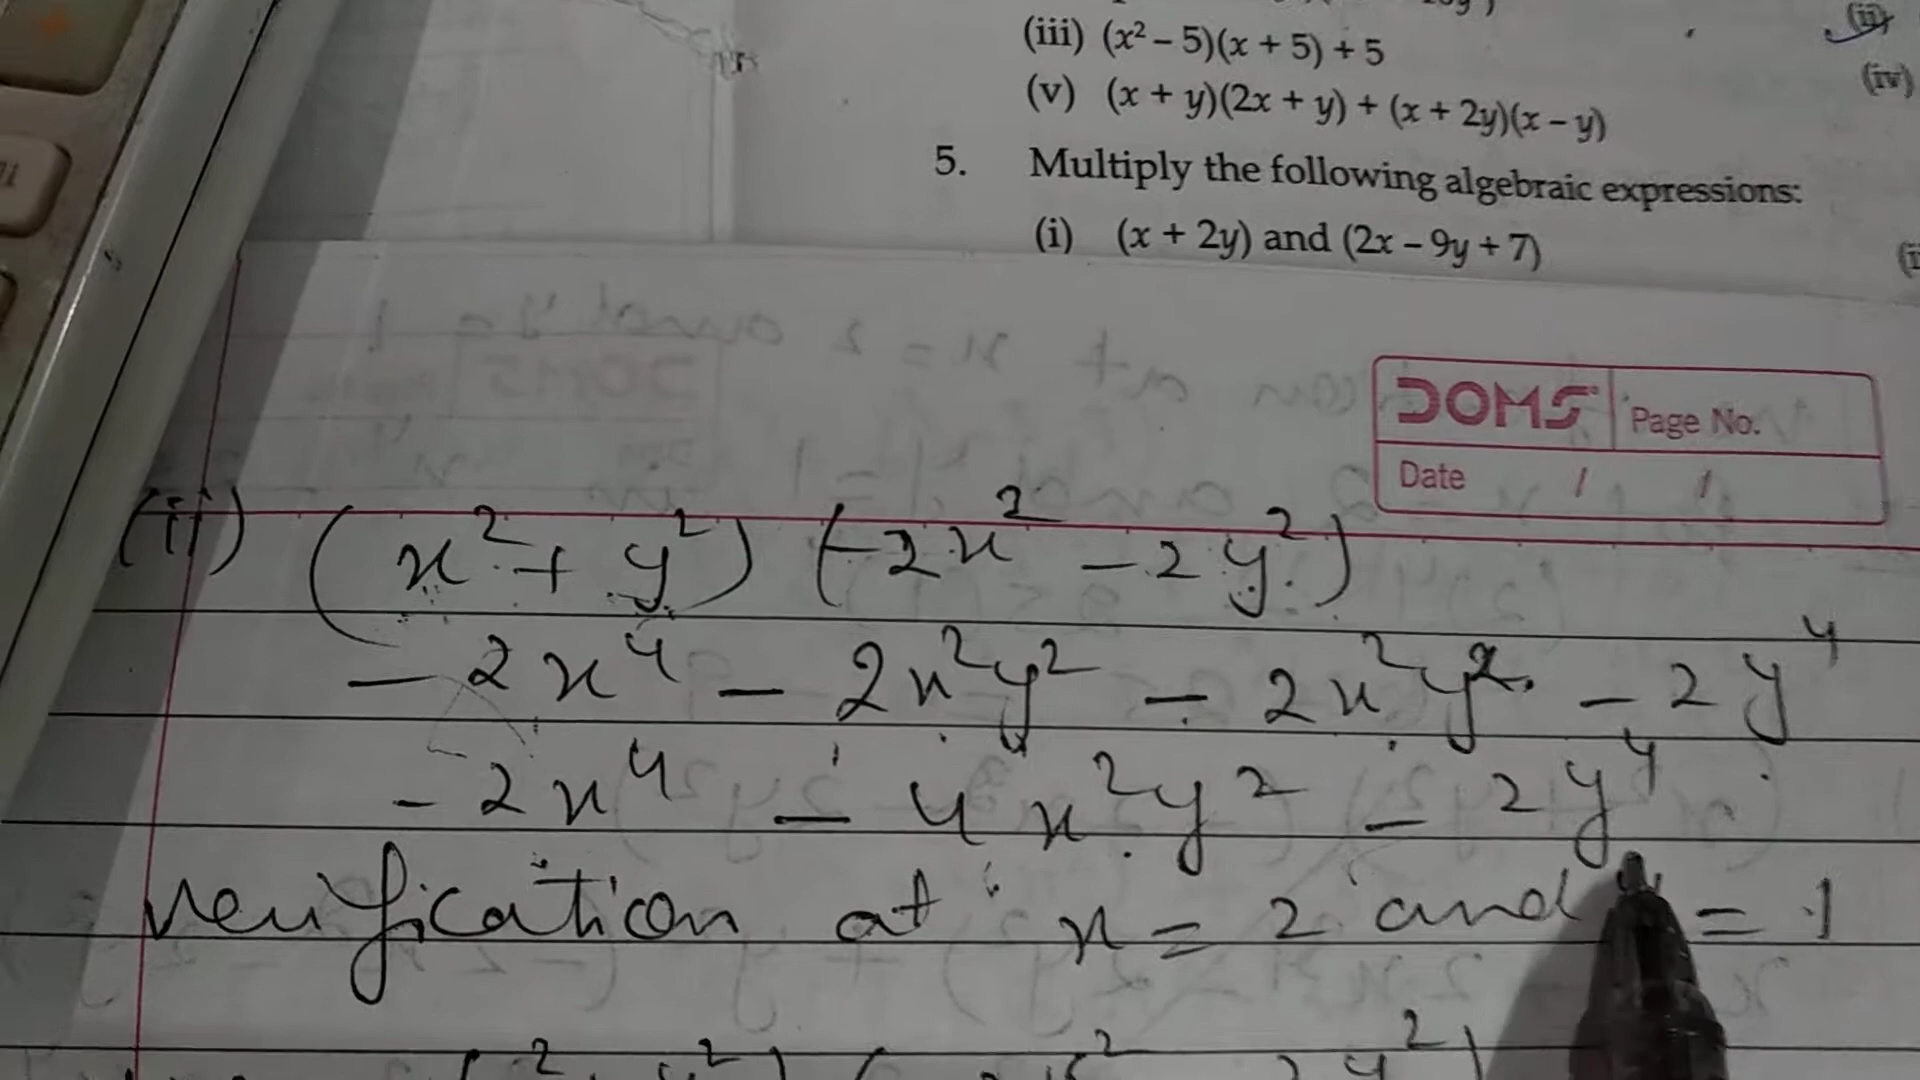 (iii) (x² – 5)(x + 5) + 5
(ii)
(v) (x + y)(2x + y) + (x + 2y)(x – y)
(iv)
5. Multiply the following algebraic expressions:
(i) (x + 2y) and (2x – 9y + 7)
DOMS Page No.
Date / /
(ii) (x² + y²) (-2x² - 2y²)
- 2x⁴ - 2x²y² - 2x²y² - 2y⁴
- 2x⁴ - 4x²y² - 2y⁴
verification at x = 2 and = 1